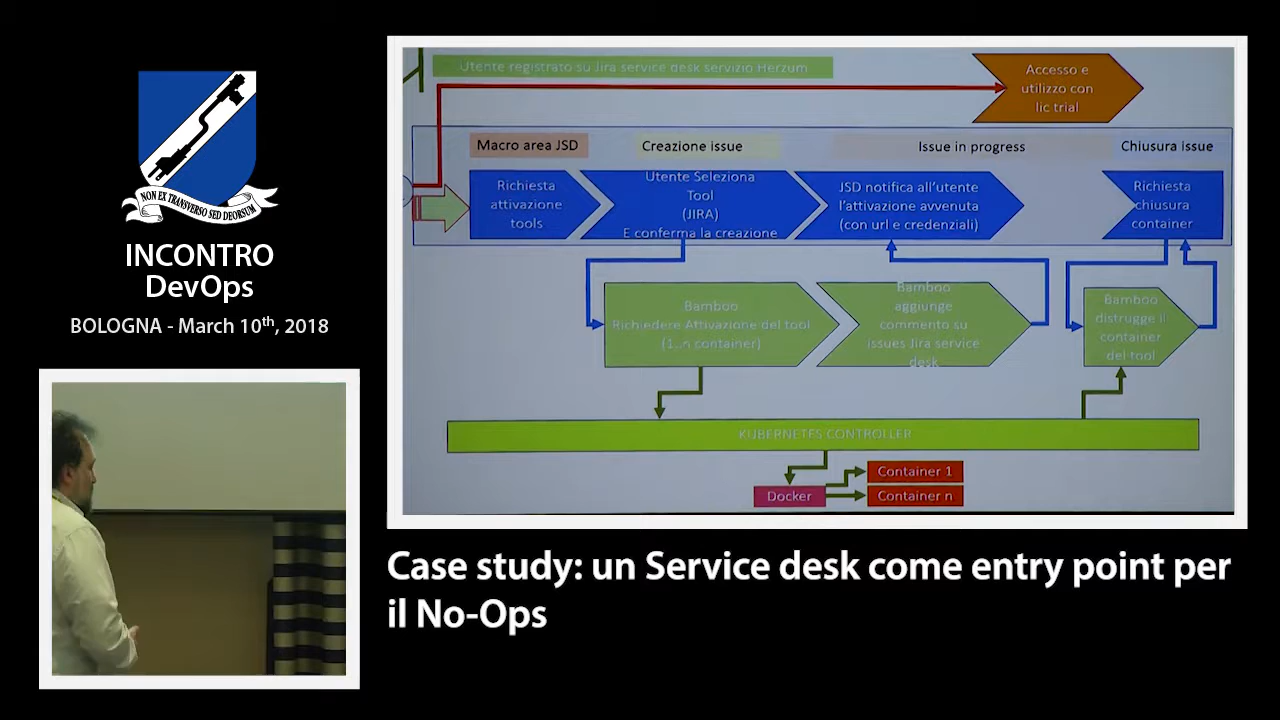 NON EX TRANSVERSO SED DEORSUM
INCONTRO
DevOps
BOLOGNA - March 10th, 2018
Utente registrato su Jira service desk servizio Herzum
Accesso e
utilizzo con
lic trial
Macro area JSD
Creazione issue
Issue in progress
Chiusura issue
Richiesta
attivazione
tools
Utente Seleziona
Tool
(JIRA)
E conferma la creazione
JSD notifica all'utente
l'attivazione avvenuta
(con url e credenziali)
Richiesta
chiusura
container
Bamboo
Richiedere Attivazione del tool
(1..n container)
Bamboo
aggiunge
commento su
issues Jira service
desk
Bamboo
distrugge il
container
del tool
KUBERNETES CONTROLLER
Docker
Container 1
Container n
Case study: un Service desk come entry point per
il No-Ops